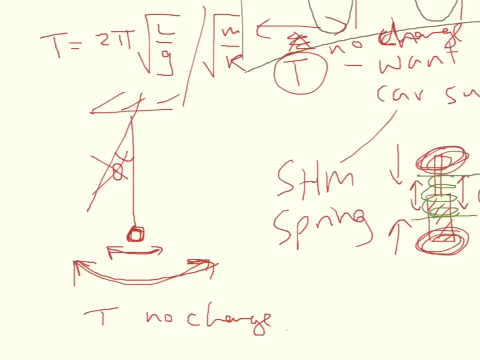 T = 2π√(L/g) / √(m/k)
no change
T
want
car su
SHM
Spring
T no change